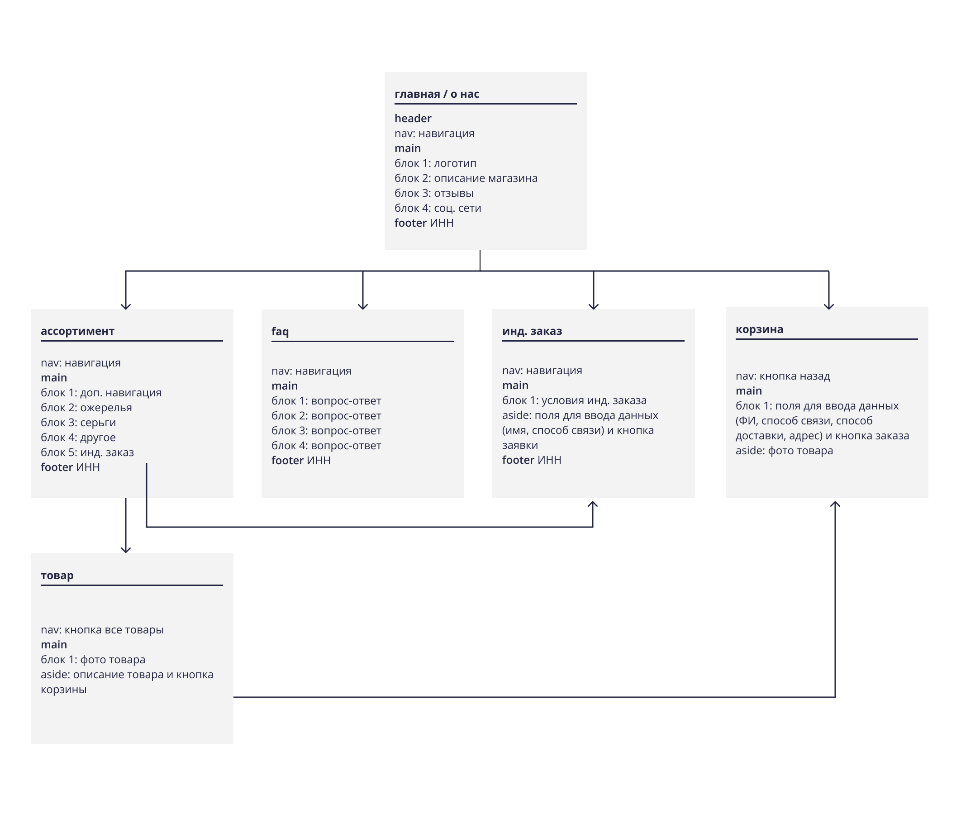 главная / о нас
header
nav: навигация
main
блок 1: логотип
блок 2: описание магазина
блок 3: отзывы
блок 4: соц. сети
footer ИНН
ассортимент
nav: навигация
main
блок 1: доп. навигация
блок 2: ожерелья
блок 3: серьги
блок 4: другое
блок 5: инд. заказ
footer ИНН
faq
nav: навигация
main
блок 1: вопрос-ответ
блок 2: вопрос-ответ
блок 3: вопрос-ответ
блок 4: вопрос-ответ
footer ИНН
инд. заказ
nav: навигация
main
блок 1: условия инд. заказа
aside: поля для ввода данных
(имя, способ связи) и кнопка
заявки
footer ИНН
корзина
nav: кнопка назад
main
блок 1: поля для ввода данных
(ФИ, способ связи, способ
доставки, адрес) и кнопка заказа
aside: фото товара
товар
nav: кнопка все товары
main
блок 1: фото товара
aside: описание товара и кнопка
корзины